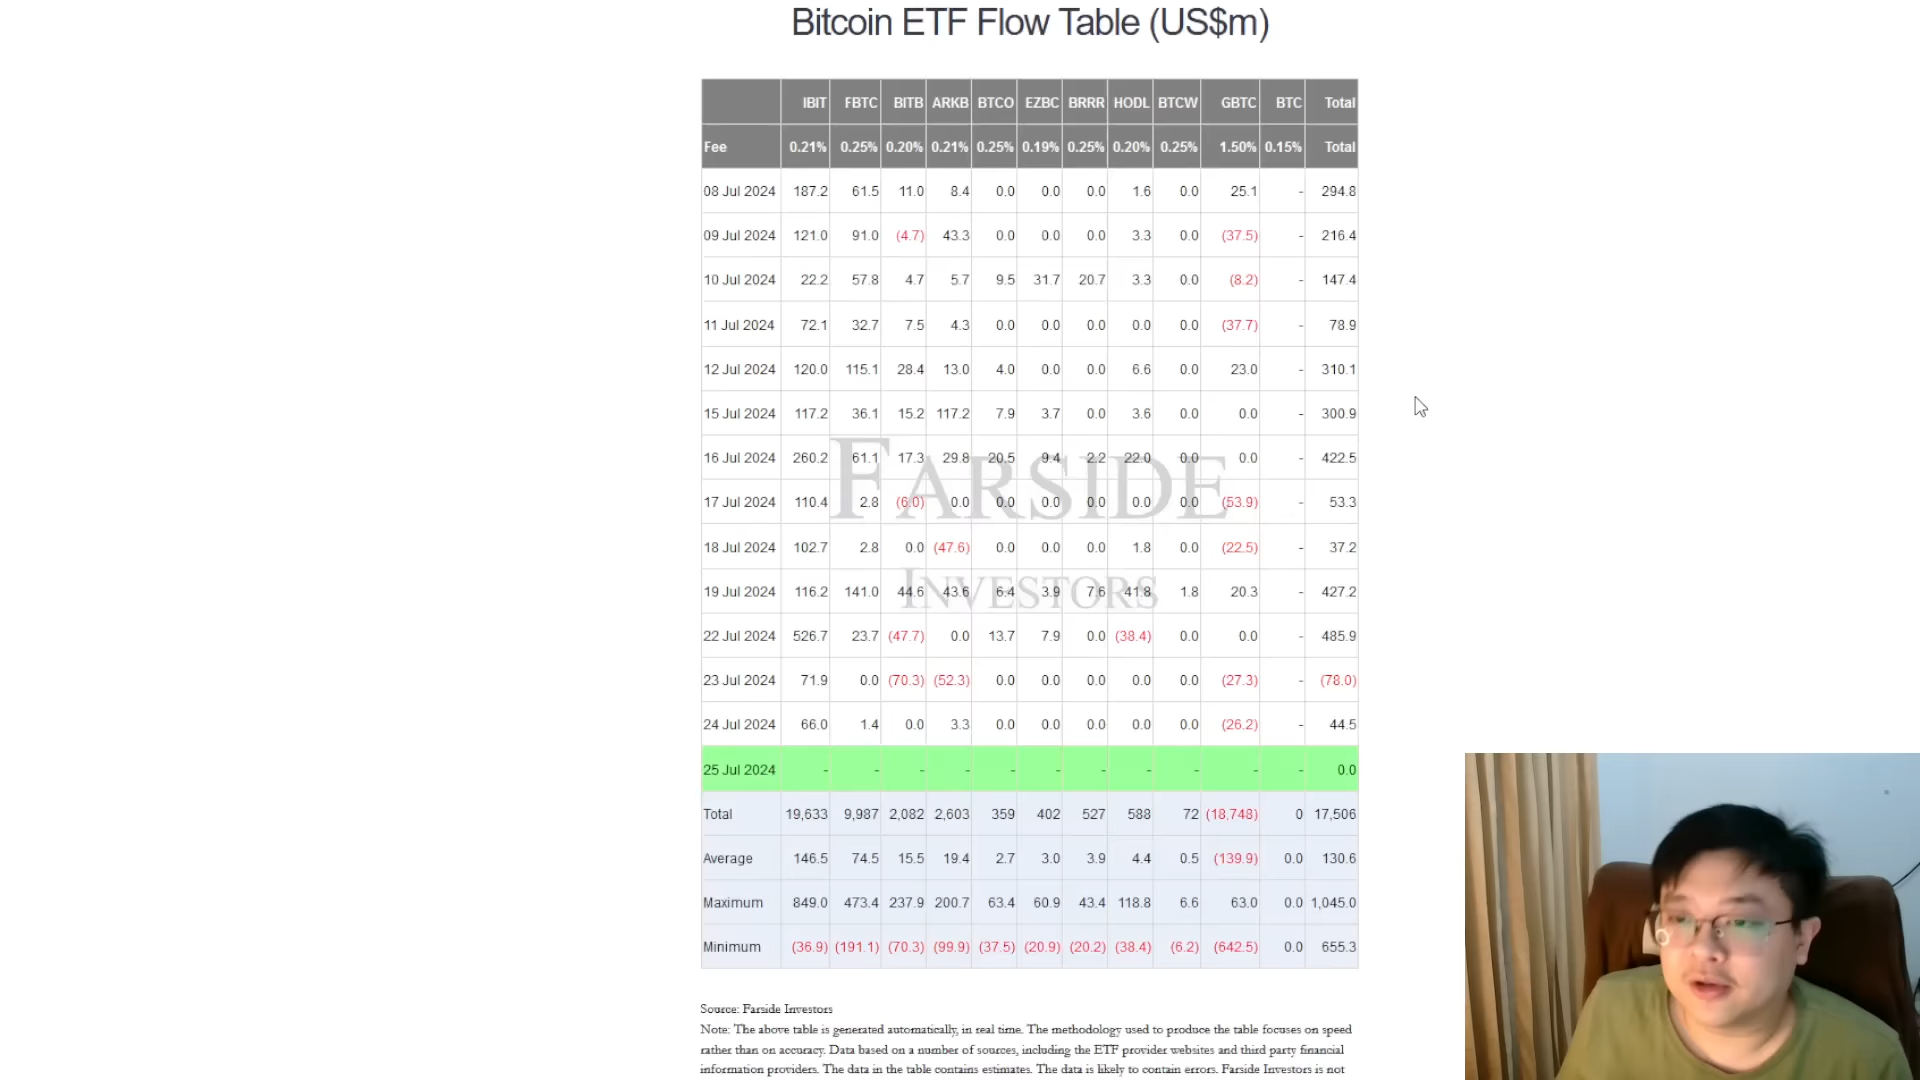 Bitcoin ETF Flow Table (US$m)
IBIT FBTC BITB ARKB BTCO EZBC BRRR HODL BTCW GBTC BTC Total
Fee 0.21% 0.25% 0.20% 0.21% 0.25% 0.19% 0.25% 0.20% 0.25% 1.50% 0.15% Total
08 Jul 2024 187.2 61.5 11.0 8.4 0.0 0.0 0.0 1.6 0.0 25.1 - 294.8
09 Jul 2024 121.0 91.0 (4.7) 43.3 0.0 0.0 0.0 3.3 0.0 (37.5) - 216.4
10 Jul 2024 22.2 57.8 4.7 5.7 9.5 31.7 20.7 3.3 0.0 (8.2) - 147.4
11 Jul 2024 72.1 32.7 7.5 4.3 0.0 0.0 0.0 0.0 0.0 (37.7) - 78.9
12 Jul 2024 120.0 115.1 28.4 13.0 4.0 0.0 0.0 6.6 0.0 23.0 - 310.1
15 Jul 2024 117.2 36.1 15.2 117.2 7.9 3.7 0.0 3.6 0.0 0.0 - 300.9
16 Jul 2024 260.2 61.1 17.3 29.8 20.5 9.4 2.2 22.0 0.0 0.0 - 422.5
FARSIDE
17 Jul 2024 110.4 2.8 (6.0) 0.0 0.0 0.0 0.0 0.0 0.0 (53.9) - 53.3
18 Jul 2024 102.7 2.8 0.0 (47.6) 0.0 0.0 0.0 1.8 0.0 (22.5) - 37.2
19 Jul 2024 116.2 141.0 44.6 43.6 6.4 3.9 7.6 41.8 1.8 20.3 - 427.2
INVESTORS
22 Jul 2024 526.7 23.7 (47.7) 0.0 13.7 7.9 0.0 (38.4) 0.0 0.0 - 485.9
23 Jul 2024 71.9 0.0 (70.3) (52.3) 0.0 0.0 0.0 0.0 0.0 (27.3) - (78.0)
24 Jul 2024 66.0 1.4 0.0 3.3 0.0 0.0 0.0 0.0 0.0 (26.2) - 44.5
25 Jul 2024 - - - - - - - - - - - 0.0
Total 19,633 9,987 2,082 2,603 359 402 527 588 72 (18,748) 0 17,506
Average 146.5 74.5 15.5 19.4 2.7 3.0 3.9 4.4 0.5 (139.9) 0.0 130.6
Maximum 849.0 473.4 237.9 200.7 63.4 60.9 43.4 118.8 6.6 63.0 0.0 1,045.0
Minimum (36.9) (191.1) (70.3) (99.9) (37.5) (20.9) (20.2) (38.4) (6.2) (642.5) 0.0 655.3
Source: Farside Investors
Note: The above table is generated automatically, in real time. The methodology used to produce the table focuses on speed
rather than on accuracy. Data based on a number of sources, including the ETF provider websites and third party financial
information providers. The data in the table contains estimates. The data is likely to contain errors. Farside Investors is not